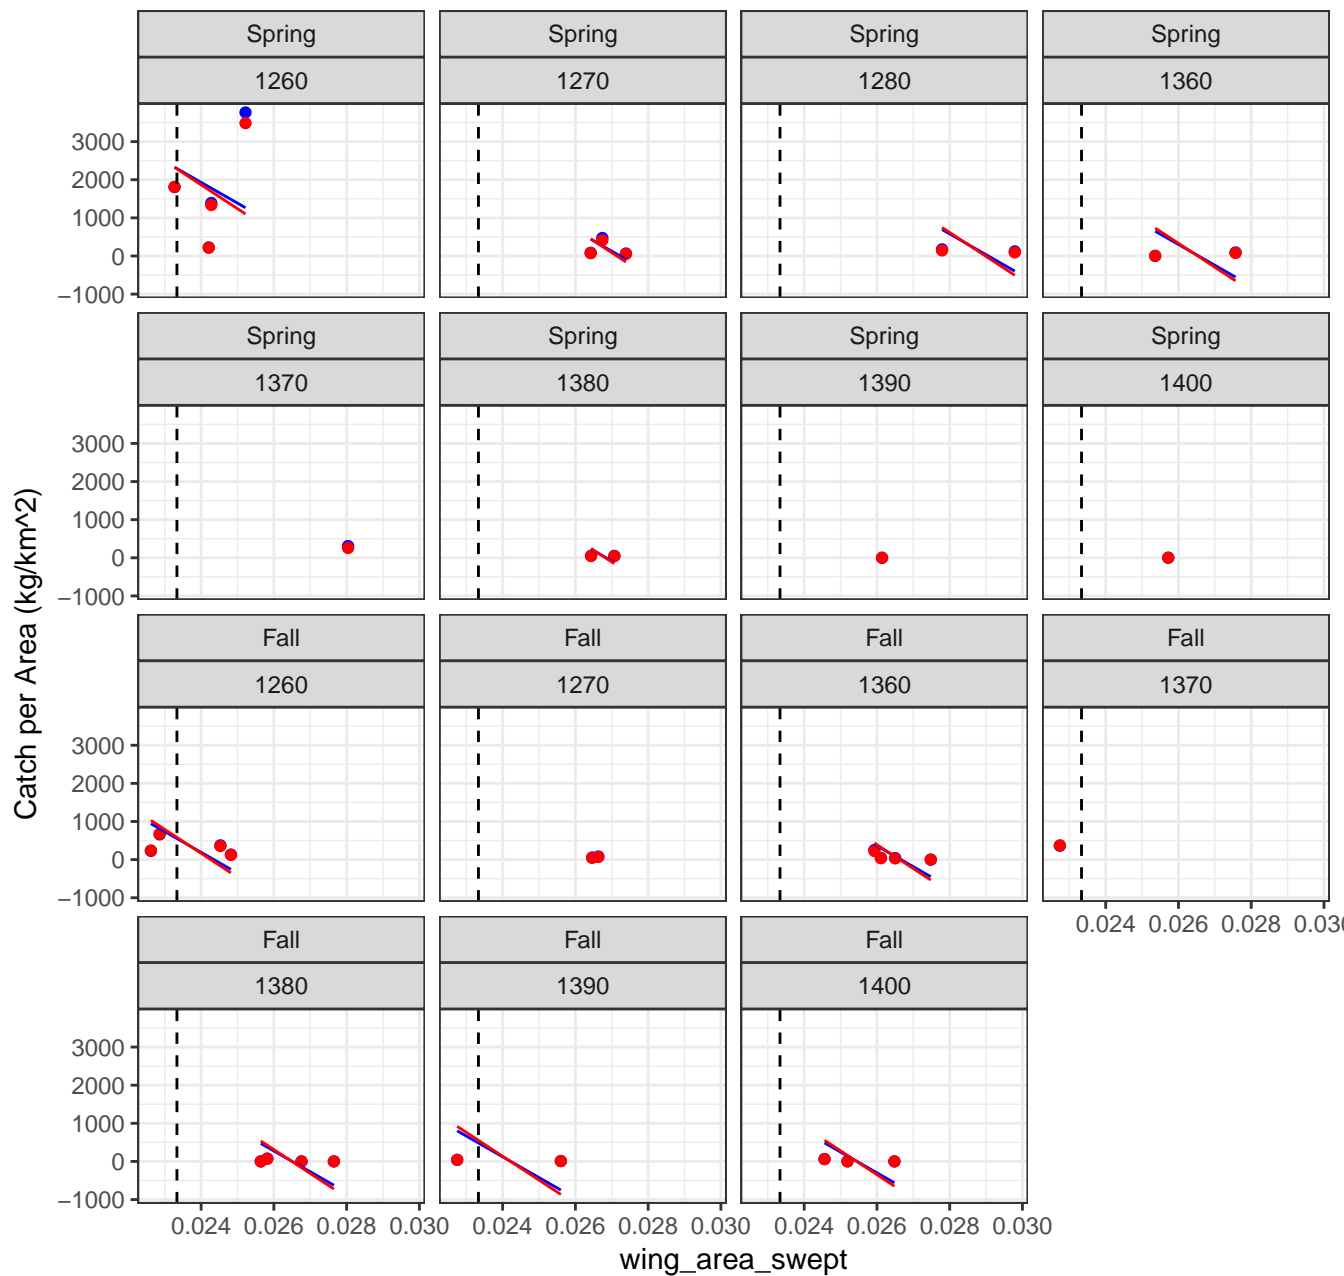 Spring Spring Spring Spring
1260 1270 1280 1360
3000
2000
1000
0
−1000
Spring Spring Spring Spring
1370 1380 1390 1400
3000
2000
1000
0
−1000
Catch per Area (kg/km^2)
Fall Fall Fall Fall
1260 1270 1360 1370
3000
2000
1000
0
−1000
0.024 0.026 0.028 0.030
Fall Fall Fall
1380 1390 1400
3000
2000
1000
0
−1000
0.024 0.026 0.028 0.030 0.024 0.026 0.028 0.030 0.024 0.026 0.028 0.030
wing_area_swept